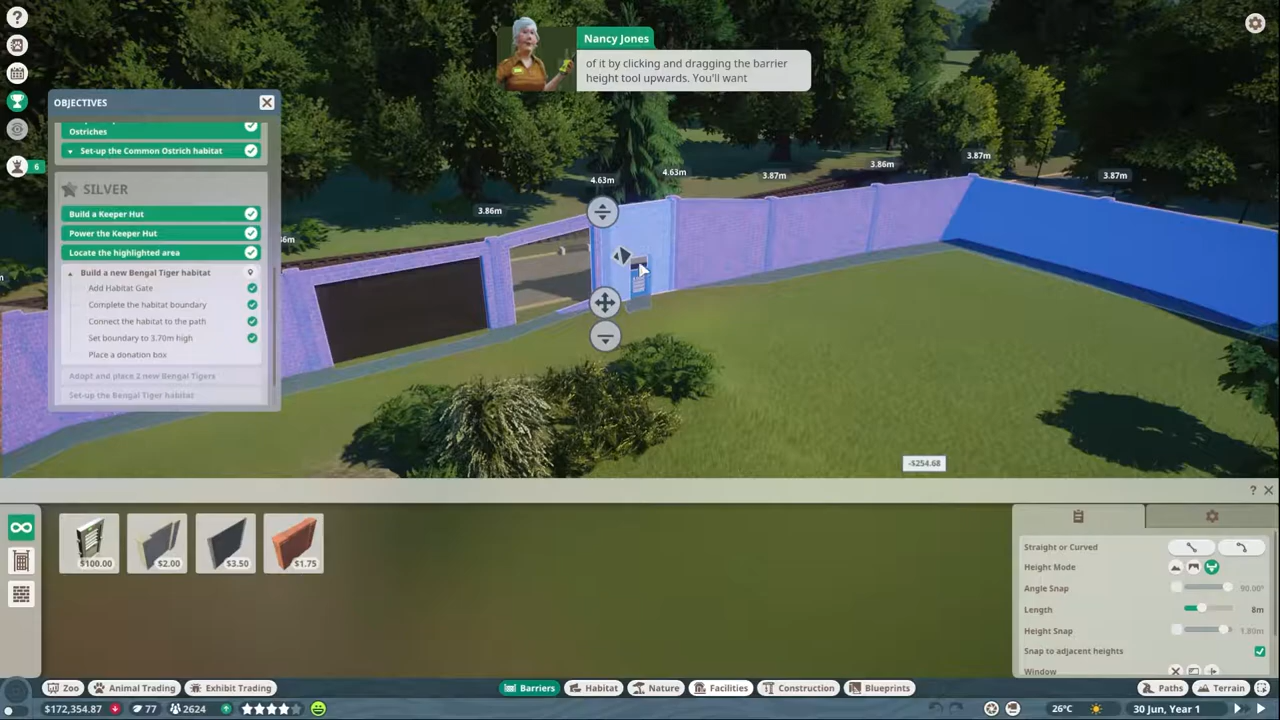 Nancy Jones
of it by clicking and dragging the barrier
height tool upwards. You'll want
OBJECTIVES
Ostriches
Set-up the Common Ostrich habitat
SILVER
Build a Keeper Hut
Power the Keeper Hut
Locate the highlighted area
Build a new Bengal Tiger habitat
Add Habitat Gate
Complete the habitat boundary
Connect the habitat to the path
Set boundary to 3.70m high
Place a donation box
Adopt and place 2 new Bengal Tigers
Set-up the Bengal Tiger habitat
6
3.86m
4.63m
4.63m
3.87m
3.86m
3.87m
3.87m
-$254.68
?
$100.00
$2.00
$3.50
$1.75
Straight or Curved
Height Mode
Angle Snap 90.00°
Length 8m
Height Snap 1.80m
Snap to adjacent heights
Window
Zoo
Animal Trading
Exhibit Trading
Barriers
Habitat
Nature
Facilities
Construction
Blueprints
Paths
Terrain
$172,354.87
77
2624
26°C
30 Jun, Year 1